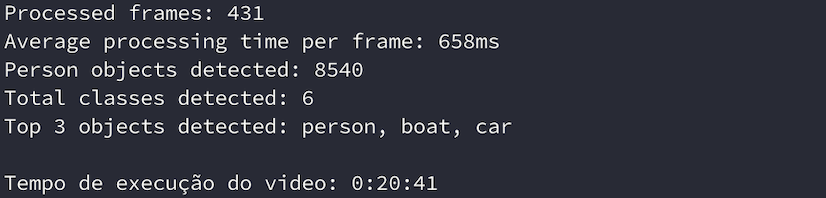 Processed frames: 431
Average processing time per frame: 658ms
Person objects detected: 8540
Total classes detected: 6
Top 3 objects detected: person, boat, car
Tempo de execução do video: 0:20:41